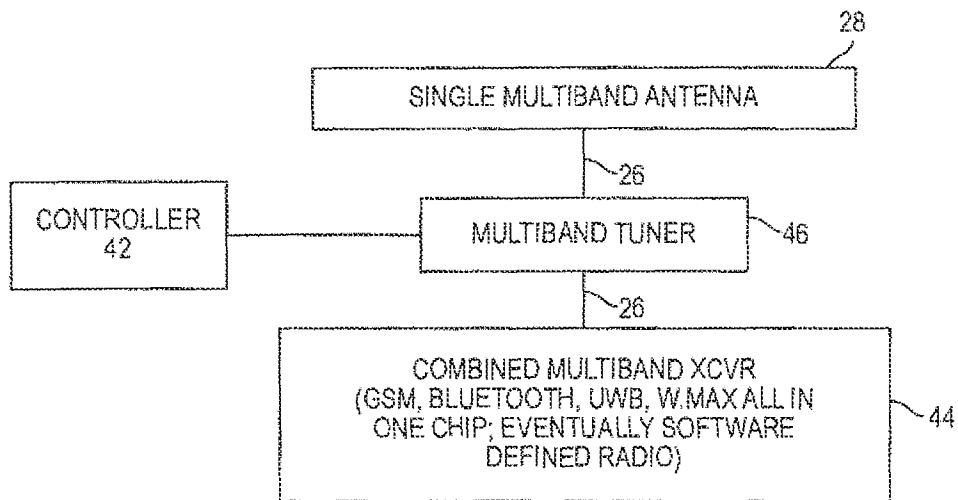 28
SINGLE MULTIBAND ANTENNA
26
CONTROLLER
42
MULTIBAND TUNER
46
26
COMBINED MULTIBAND XCVR
(GSM, BLUETOOTH, UWB, W.MAX ALL IN
ONE CHIP; EVENTUALLY SOFTWARE
DEFINED RADIO)
44